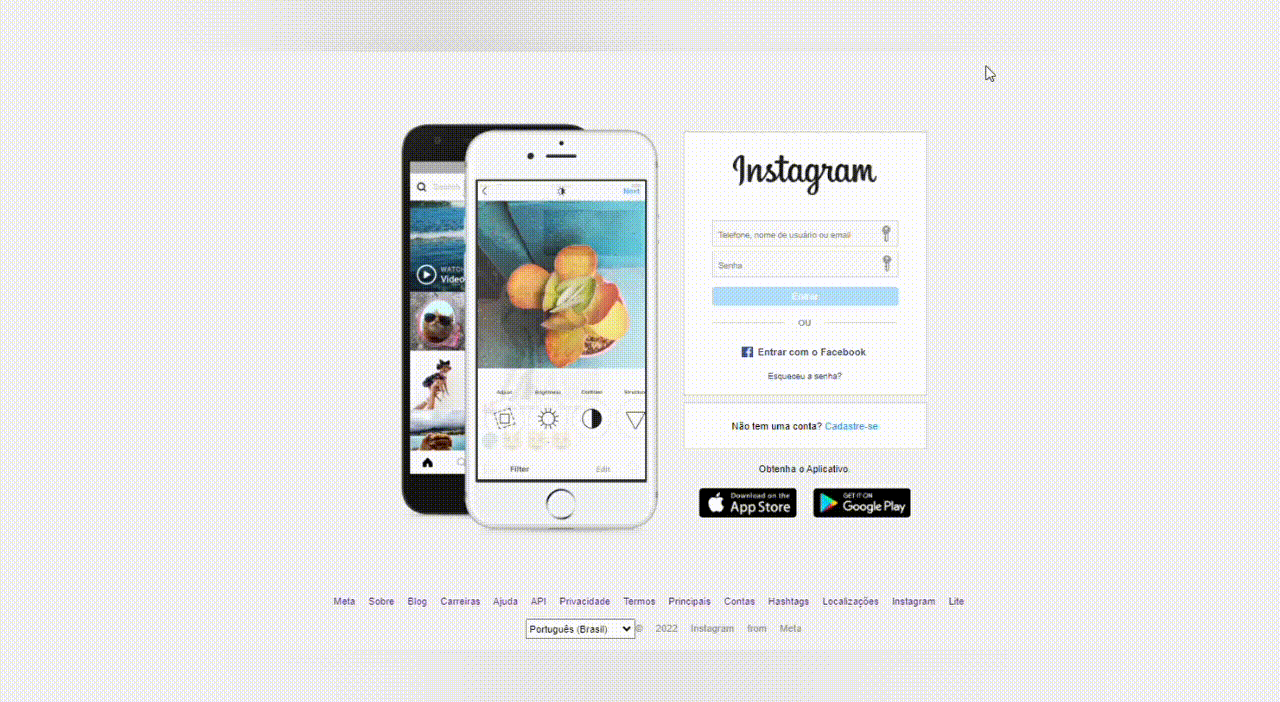 Search
WATCH
Video
Next
Adjust
Brightness
Contrast
Structure
Filter
Edit
Instagram
Telefone, nome de usuário ou email
Senha
Entrar
OU
Entrar com o Facebook
Esqueceu a senha?
Não tem uma conta? Cadastre-se
Obtenha o Aplicativo.
Download on the
App Store
GET IT ON
Google Play
Meta Sobre Blog Carreiras Ajuda API Privacidade Termos Principais Contas Hashtags Localizações Instagram Lite
Português (Brasil) © 2022 Instagram from Meta